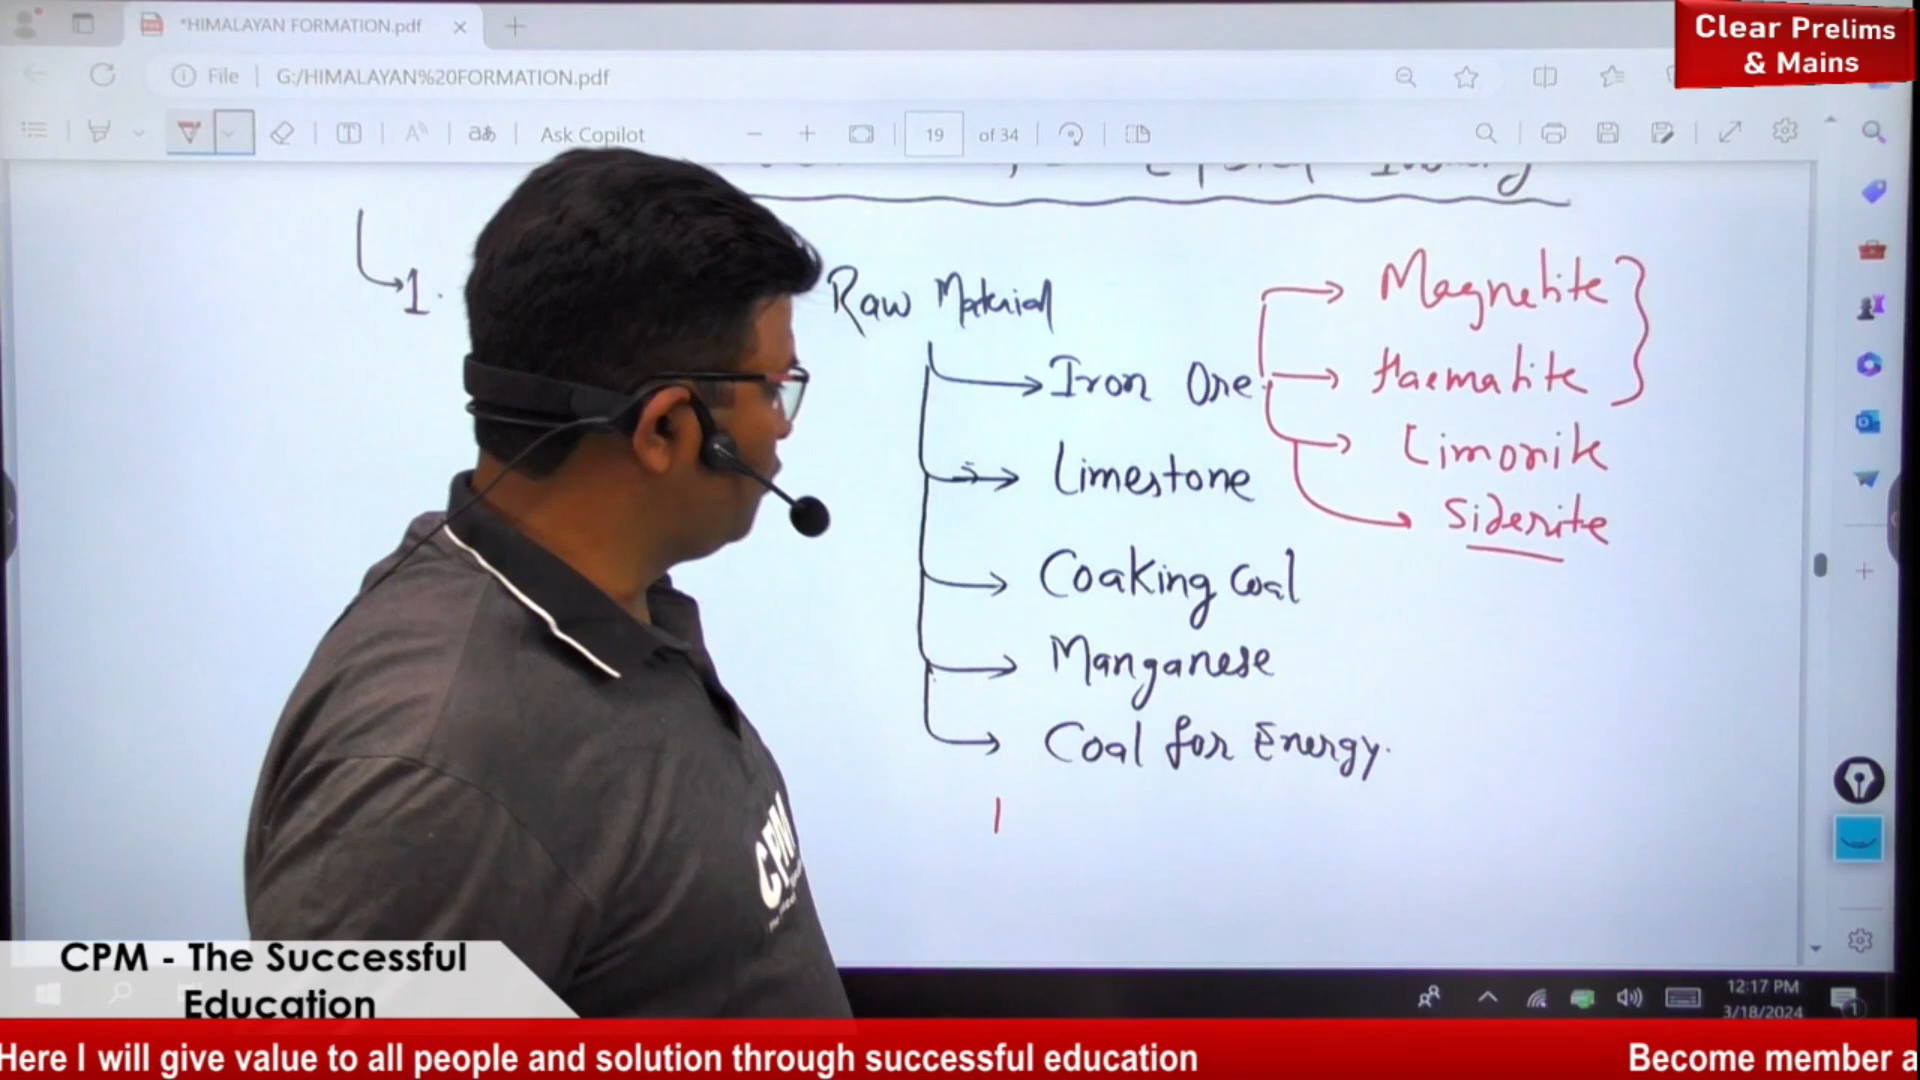 Clear Prelims
& Mains
*HIMALAYAN FORMATION.pdf
File | G:/HIMALAYAN%20FORMATION.pdf
Ask Copilot
19 of 34
1.
Raw Material
Iron Ore
Limestone
Coaking Coal
Manganese
Coal for Energy.
Magnetite
Haematite
Limonite
Siderite
CPM
CPM - The Successful
Education
12:17 PM
3/18/2024
Here I will give value to all people and solution through successful education
Become member a